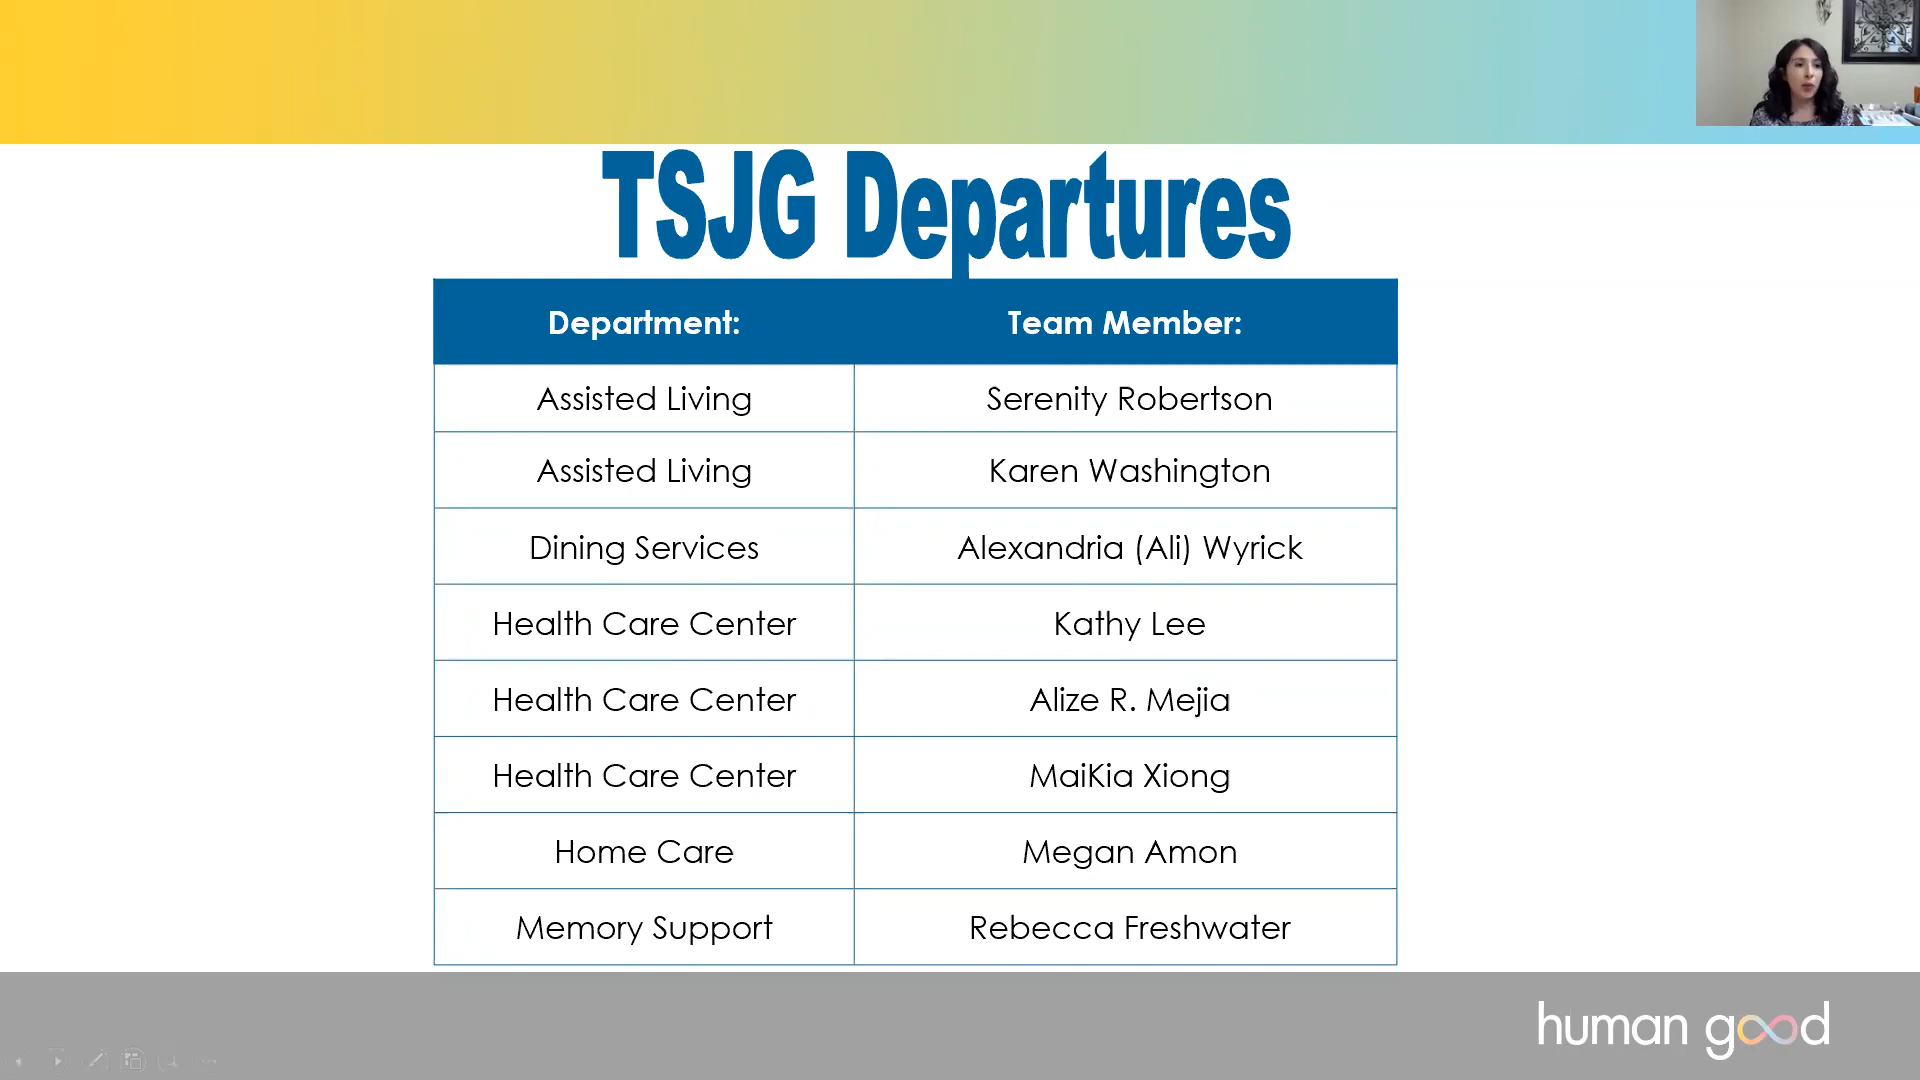 TSJG Departures
Department: Team Member:
Assisted Living Serenity Robertson
Assisted Living Karen Washington
Dining Services Alexandria (Ali) Wyrick
Health Care Center Kathy Lee
Health Care Center Alize R. Mejia
Health Care Center MaiKia Xiong
Home Care Megan Amon
Memory Support Rebecca Freshwater
human good